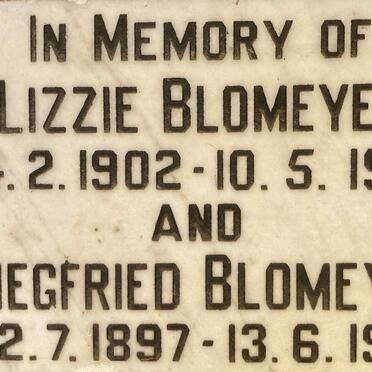 IN MEMORY OF
LIZZIE BLOMEYE
. 2. 1902 - 10. 5. 19
AND
IEGFRIED BLOMEY
2. 7. 1897 - 13. 6. 19